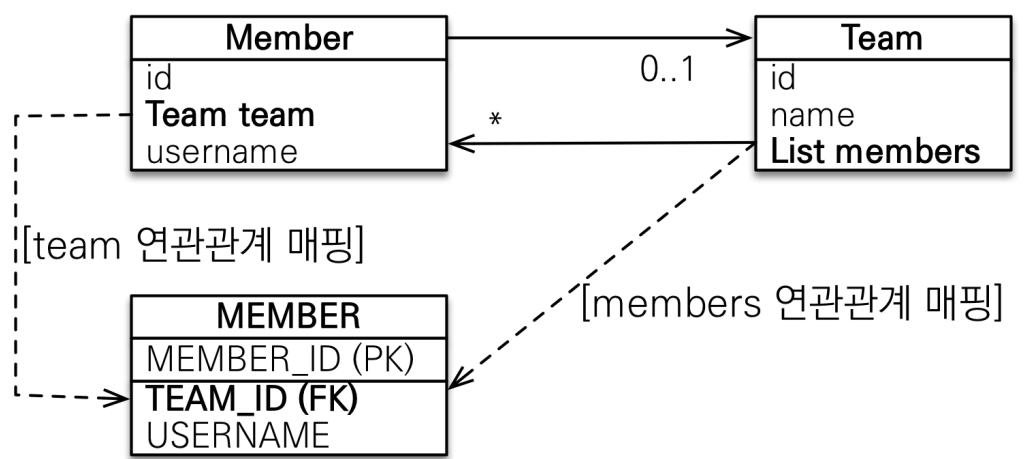 Member
id
Team team
username
0..1
*
Team
id
name
List members
[team 연관관계 매핑]
[members 연관관계 매핑]
MEMBER
MEMBER_ID (PK)
TEAM_ID (FK)
USERNAME